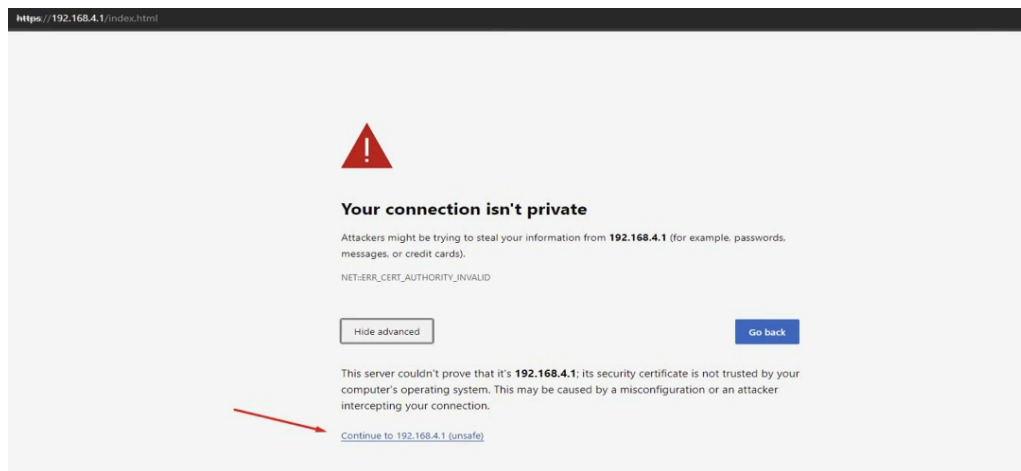 https://192.168.4.1/index.html
Your connection isn't private
Attackers might be trying to steal your information from 192.168.4.1 (for example, passwords,
messages, or credit cards).
NET::ERR_CERT_AUTHORITY_INVALID
Hide advanced
Go back
This server couldn't prove that it's 192.168.4.1; its security certificate is not trusted by your
computer's operating system. This may be caused by a misconfiguration or an attacker
intercepting your connection.
Continue to 192.168.4.1 (unsafe)